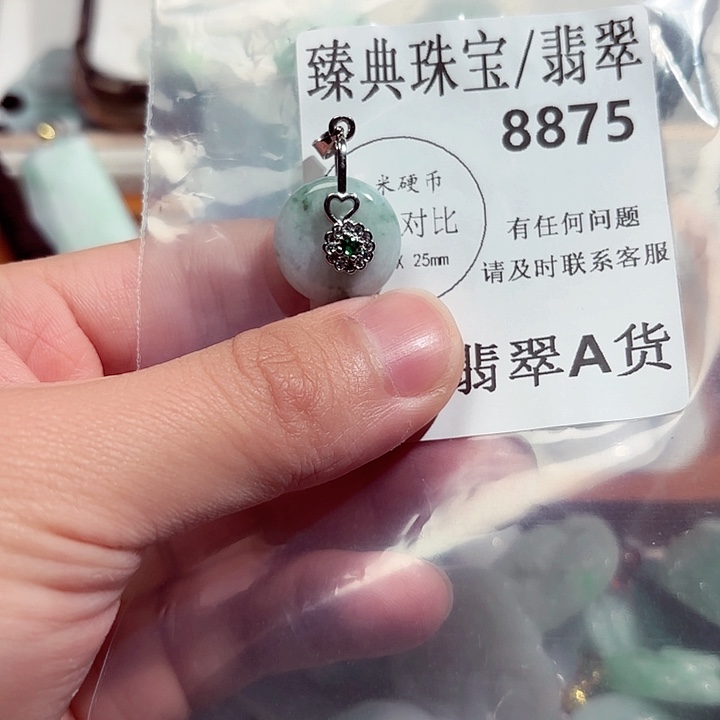 臻典珠宝/翡翠
8875
米硬币
对比
x 25mm
有任何问题
请及时联系客服
翡翠A货